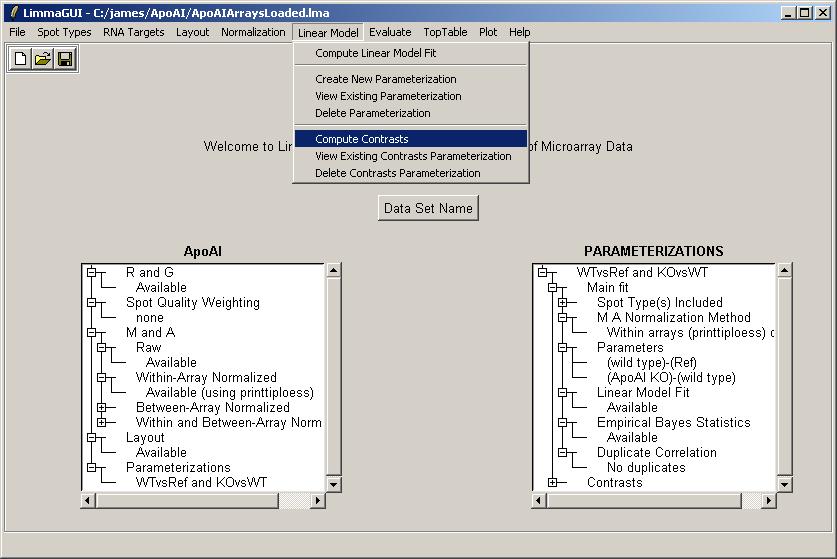 LimmaGUI - C:/james/ApoAI/ApoAIArraysLoaded.lma
File Spot Types RNA Targets Layout Normalization Linear Model Evaluate TopTable Plot Help
Compute Linear Model Fit
Create New Parameterization
View Existing Parameterization
Delete Parameterization
Compute Contrasts
View Existing Contrasts Parameterization
Delete Contrasts Parameterization
Welcome to Lin of Microarray Data
Data Set Name
ApoAI
R and G
Available
Spot Quality Weighting
none
M and A
Raw
Available
Within-Array Normalized
Available (using printtiploess)
Between-Array Normalized
Within and Between-Array Norm
Layout
Available
Parameterizations
WTvsRef and KOvsWT
PARAMETERIZATIONS
WTvsRef and KOvsWT
Main fit
Spot Type(s) Included
M A Normalization Method
Within arrays (printtiploess) c
Parameters
(wild type)-(Ref)
(ApoAI KO)-(wild type)
Linear Model Fit
Available
Empirical Bayes Statistics
Available
Duplicate Correlation
No duplicates
Contrasts